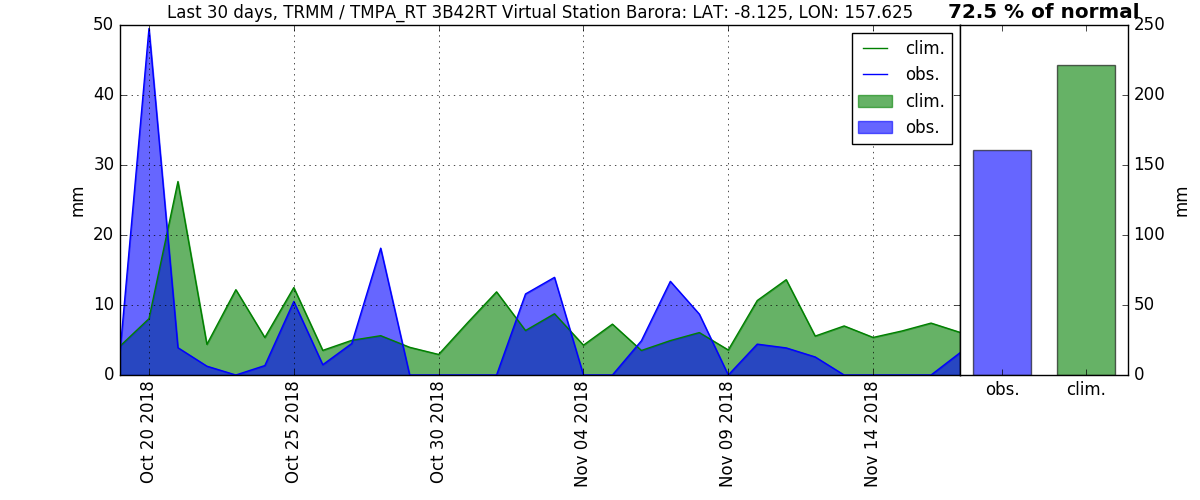 Last 30 days, TRMM / TMPA_RT 3B42RT Virtual Station Barora: LAT: -8.125, LON: 157.625
72.5 % of normal
50
40
30
20
10
0
mm
clim.
obs.
clim.
obs.
250
200
150
100
50
0
mm
obs.
clim.
Oct 20 2018
Oct 25 2018
Oct 30 2018
Nov 04 2018
Nov 09 2018
Nov 14 2018